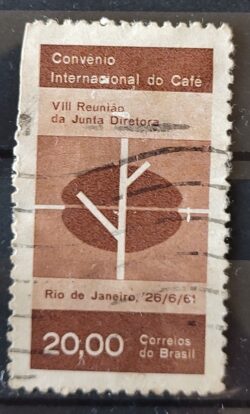 Convenio
Internacional do Café
VIII Reunião
da Junta Diretora
Rio de Janeiro, 26/6/61
20,00 Correios
do Brasil